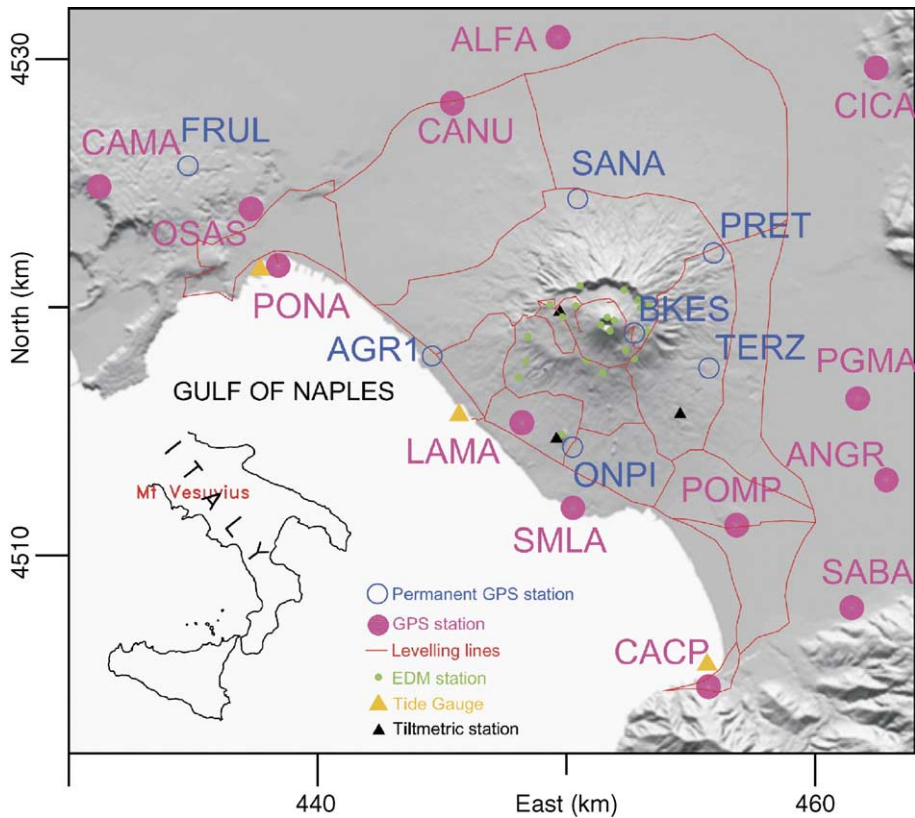 ALFA
4530
CICA
CANU
FRUL
CAMA
SANA
OSAS
PRET
PONA
BKES
North (km)
AGR1
TERZ
PGMA
GULF OF NAPLES
LAMA
ANGR
ITALY
Mt Vesuvius
ONPI
POMP
SMLA
4510
SABA
Permanent GPS station
GPS station
CACP
Levelling lines
EDM station
Tide Gauge
Tiltmetric station
440
East (km)
460